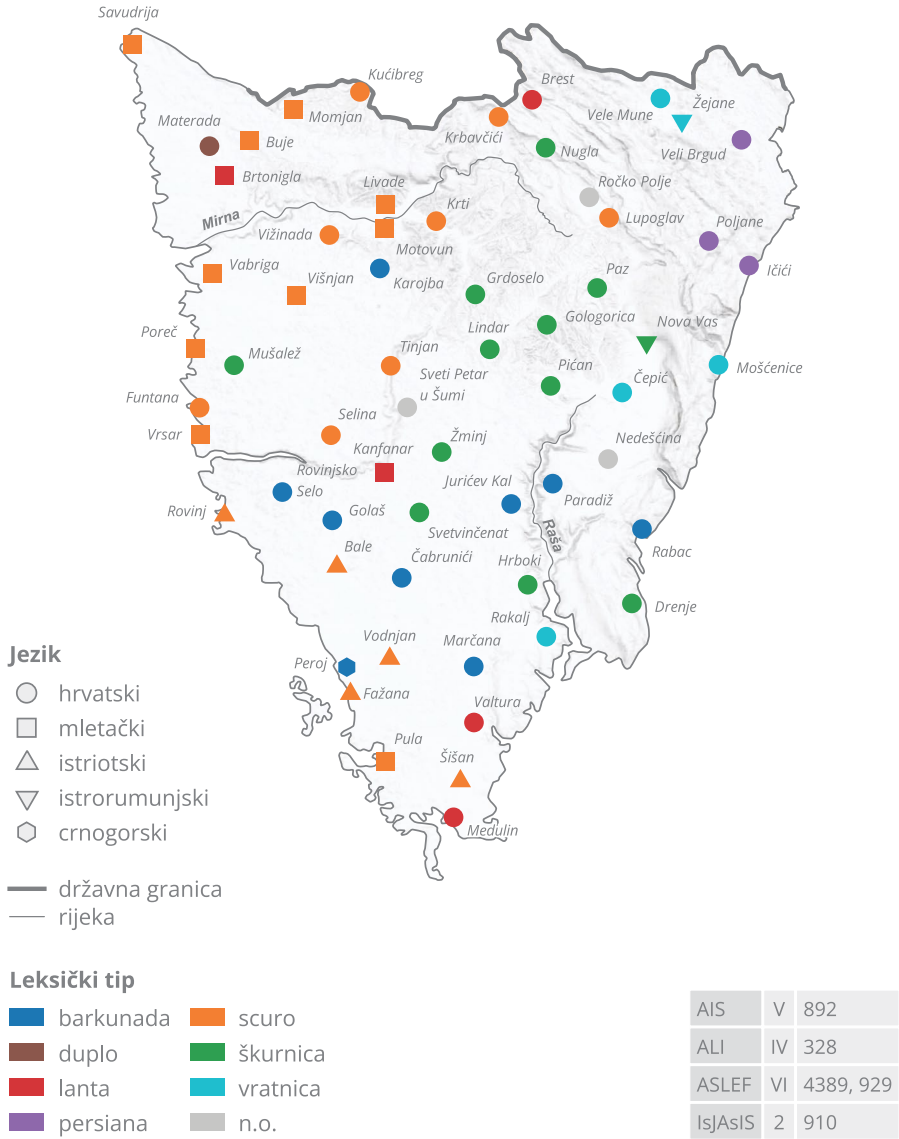 Savudrija
Kućibreg
Brest
Momjan
Vele Mune
Žejane
Materada
Buje
Krbavčići
Nugla
Veli Brgud
Brtonigla
Livade
Ročko Polje
Mirna
Krti
Lupoglav
Poljane
Vižinada
Motovun
Vabriga
Višnjan
Karojba
Grdoselo
Paz
Ičići
Poreč
Lindar
Gologorica
Nova Vas
Mušalež
Tinjan
Sveti Petar
u Šumi
Pićan
Čepić
Mošćenice
Funtana
Selina
Vrsar
Kanfanar
Žminj
Nedešćina
Rovinjsko
Selo
Jurićev Kal
Paradiž
Rovinj
Golaš
Svetvinčenat
Raša
Rabac
Bale
Čabrunići
Hrboki
Drenje
Rakalj
Vodnjan
Marčana
Peroj
Fažana
Valtura
Pula
Šišan
Medulin
Jezik
hrvatski
mletački
istriotski
istrorumunjski
crnogorski
državna granica
rijeka
Leksički tip
barkunada
scuro
duplo
škurnica
lanta
vratnica
persiana
n.o.
AIS V 892
ALI IV 328
ASLEF VI 4389, 929
IsJAsIS 2 910